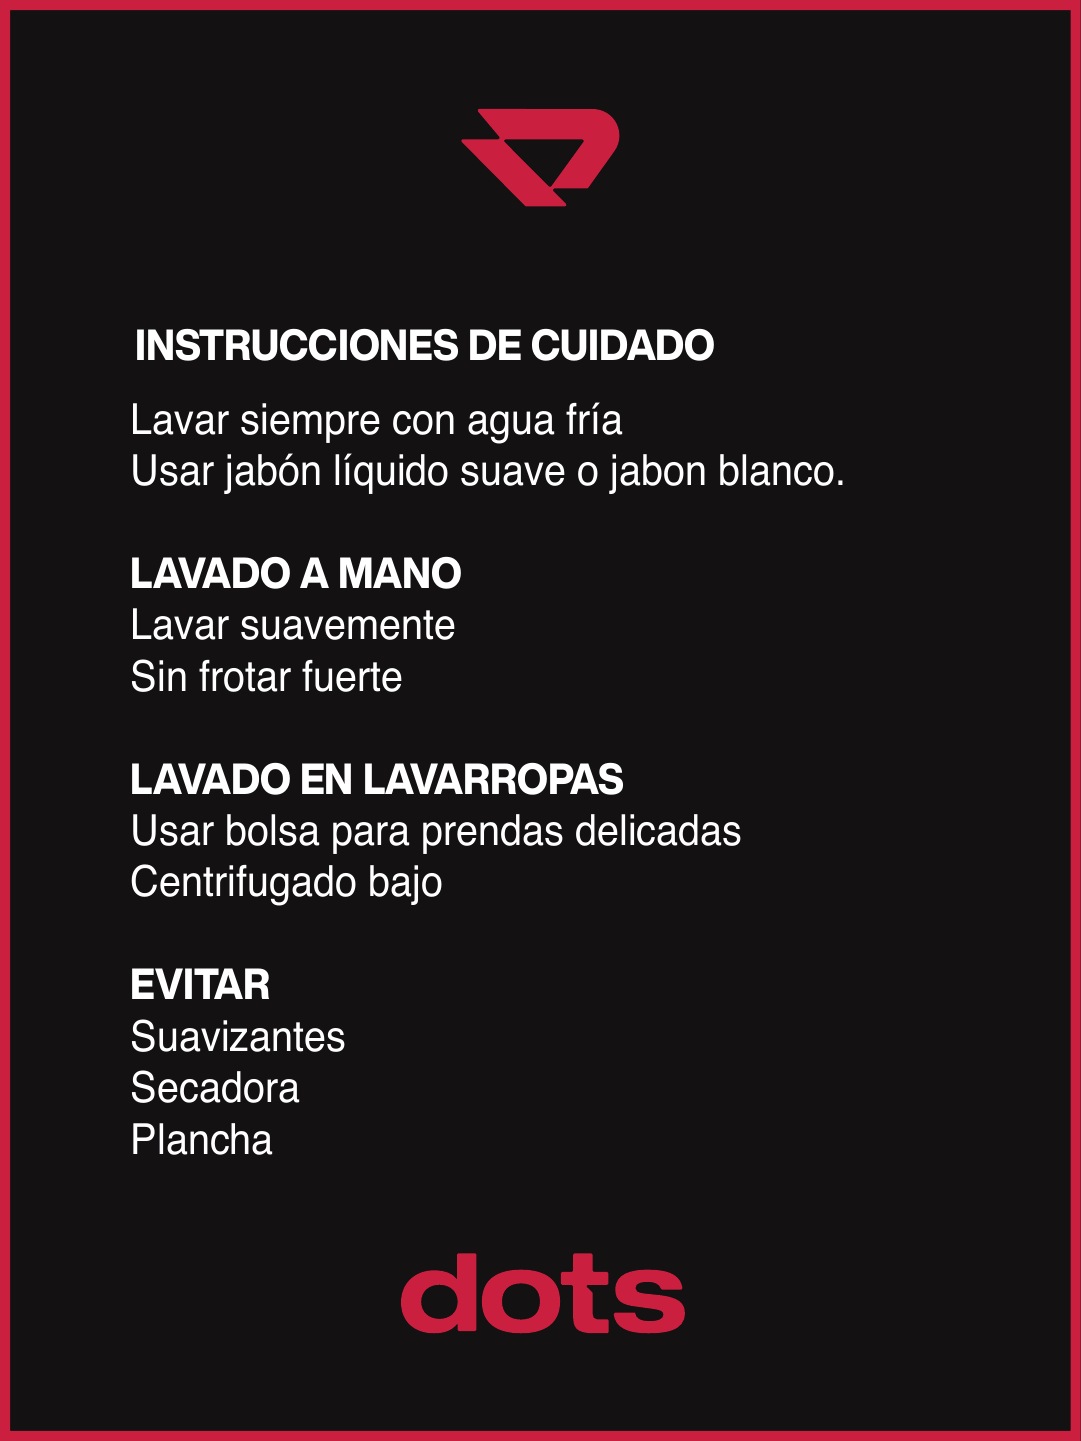 INSTRUCCIONES DE CUIDADO
Lavar siempre con agua fría
Usar jabón líquido suave o jabon blanco.
LAVADO A MANO
Lavar suavemente
Sin frotar fuerte
LAVADO EN LAVARROPAS
Usar bolsa para prendas delicadas
Centrifugado bajo
EVITAR
Suavizantes
Secadora
Plancha
dots